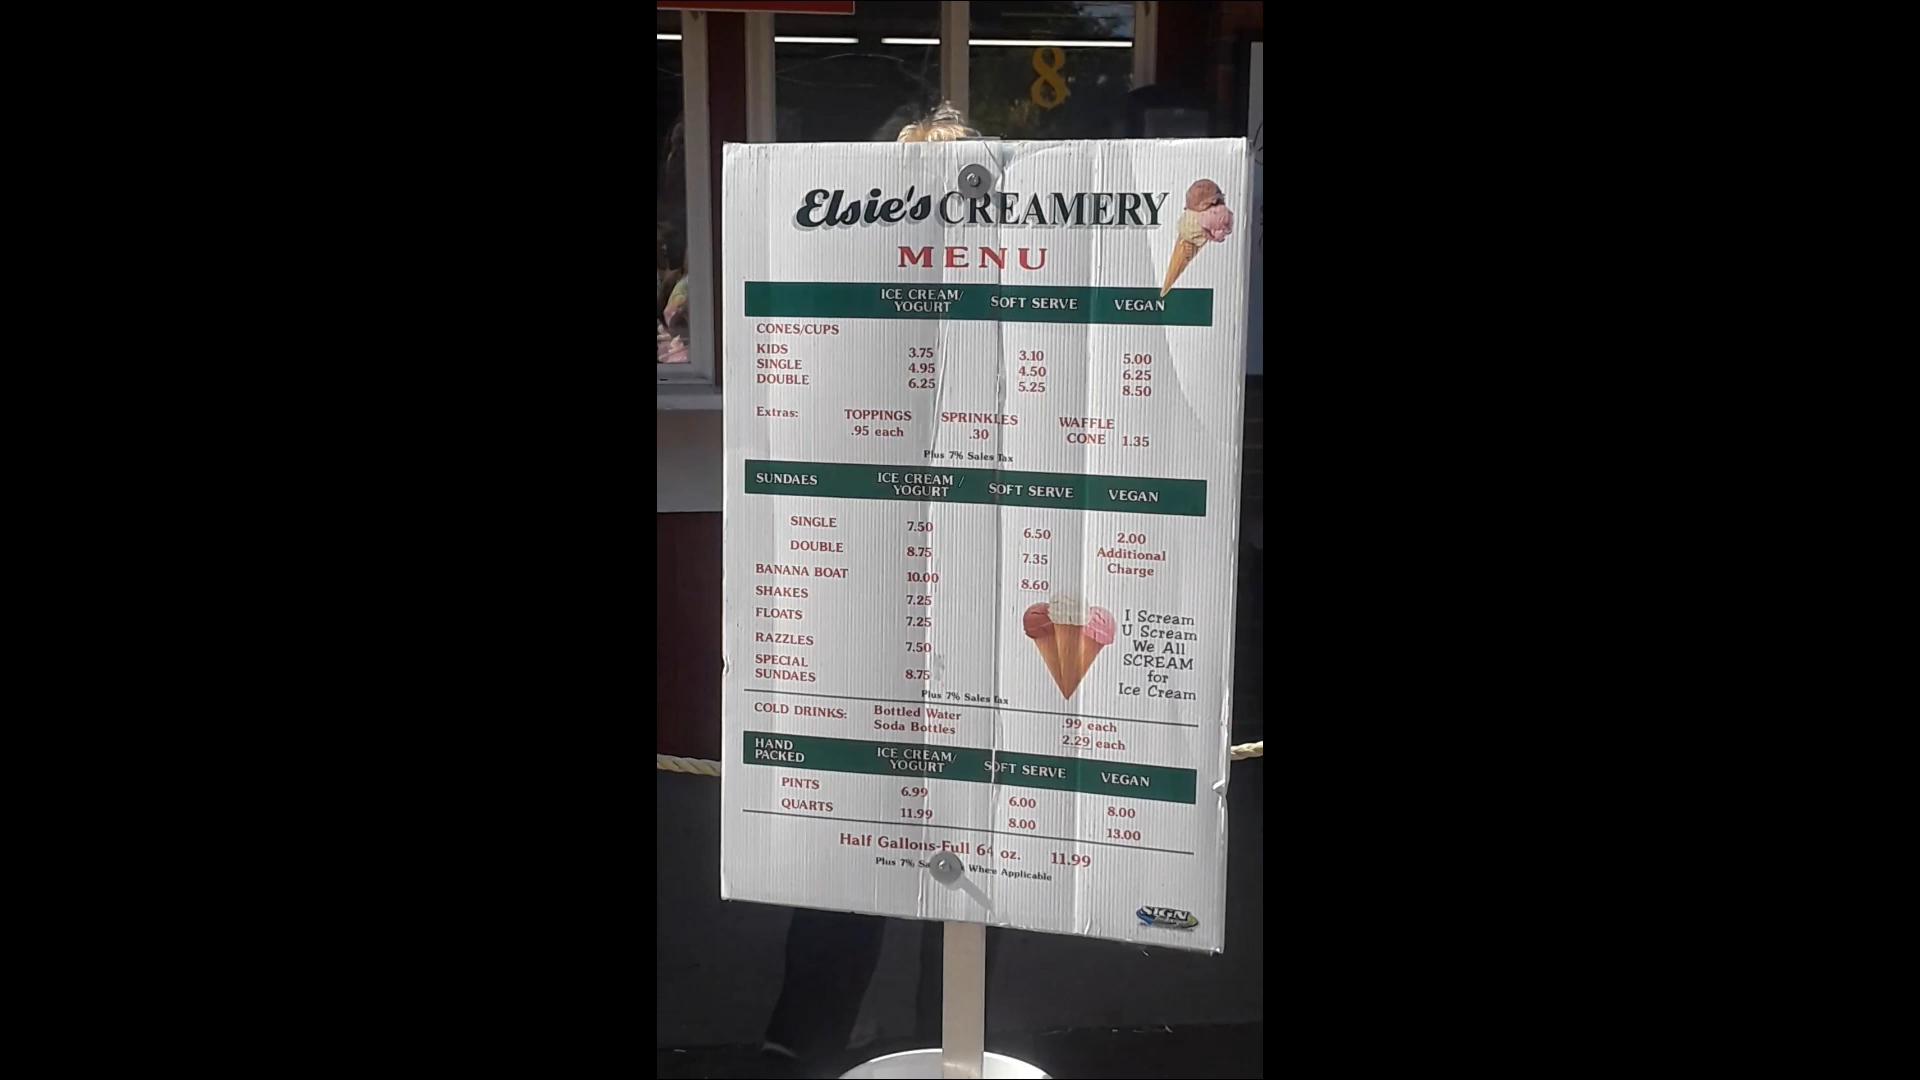 8
Elsie's CREAMERY
MENU
ICE CREAM/ YOGURT SOFT SERVE VEGAN
CONES/CUPS
KIDS 3.75 3.10 5.00
SINGLE 4.95 4.50 6.25
DOUBLE 6.25 5.25 8.50
Extras: TOPPINGS SPRINKLES WAFFLE
.95 each .30 CONE 1.35
Plus 7% Sales Tax
SUNDAES ICE CREAM / YOGURT SOFT SERVE VEGAN
SINGLE 7.50 6.50 2.00
DOUBLE 8.75 7.35 Additional
Charge
BANANA BOAT 10.00 8.60
SHAKES 7.25
FLOATS 7.25
RAZZLES 7.50
SPECIAL
SUNDAES 8.75
I Scream
U Scream
We All
SCREAM
for
Ice Cream
Plus 7% Sales Tax
COLD DRINKS: Bottled Water .99 each
Soda Bottles 2.29 each
HAND PACKED ICE CREAM/ YOGURT SOFT SERVE VEGAN
PINTS 6.99 6.00 8.00
QUARTS 11.99 8.00 13.00
Half Gallons-Full 64 oz. 11.99
Plus 7% Where Applicable
SIGN